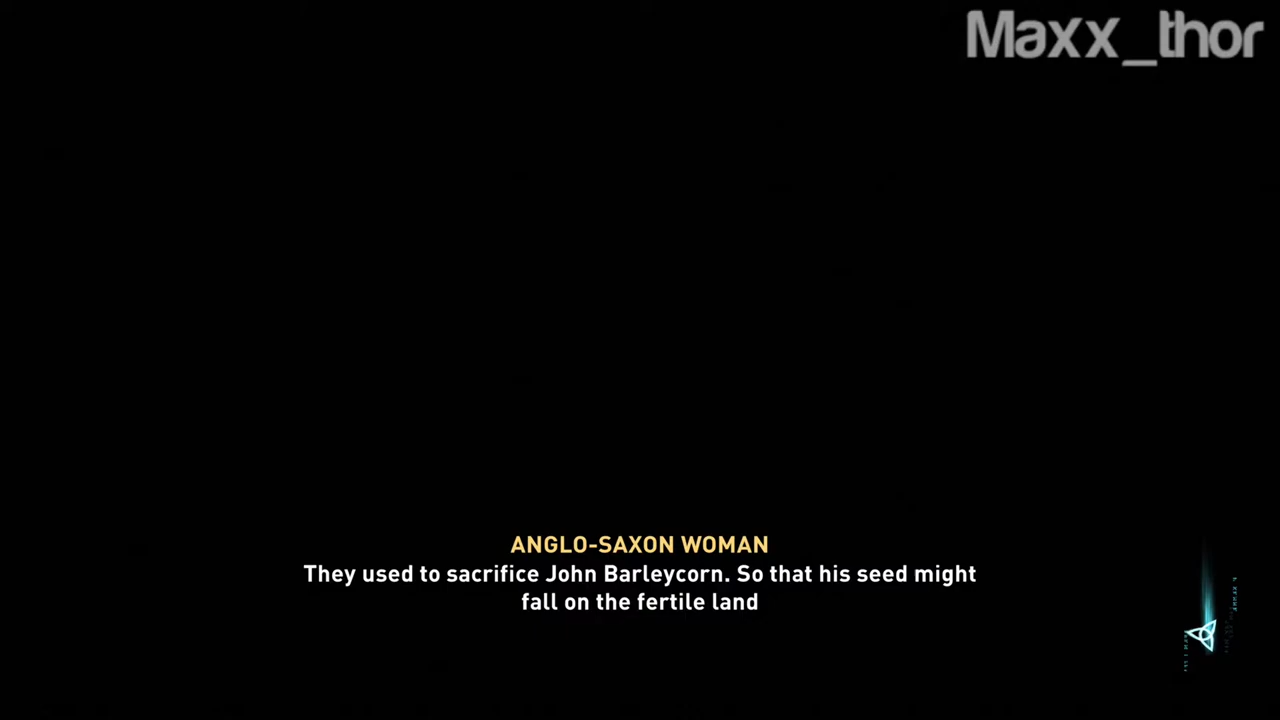 Maxx_thor
ANGLO-SAXON WOMAN
They used to sacrifice John Barleycorn. So that his seed might
fall on the fertile land